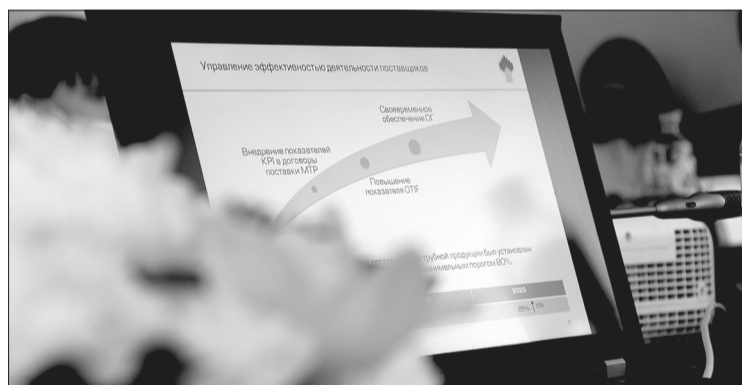 Управление эффективностью деятельности поставщиков
Своевременное
обеспечение ОГ
Внедрение показателей
KPI в договоры
поставки МТР
Повышение
показателя OTIF
трубной продукции был установлен
минимальным порогом 80%.
2020